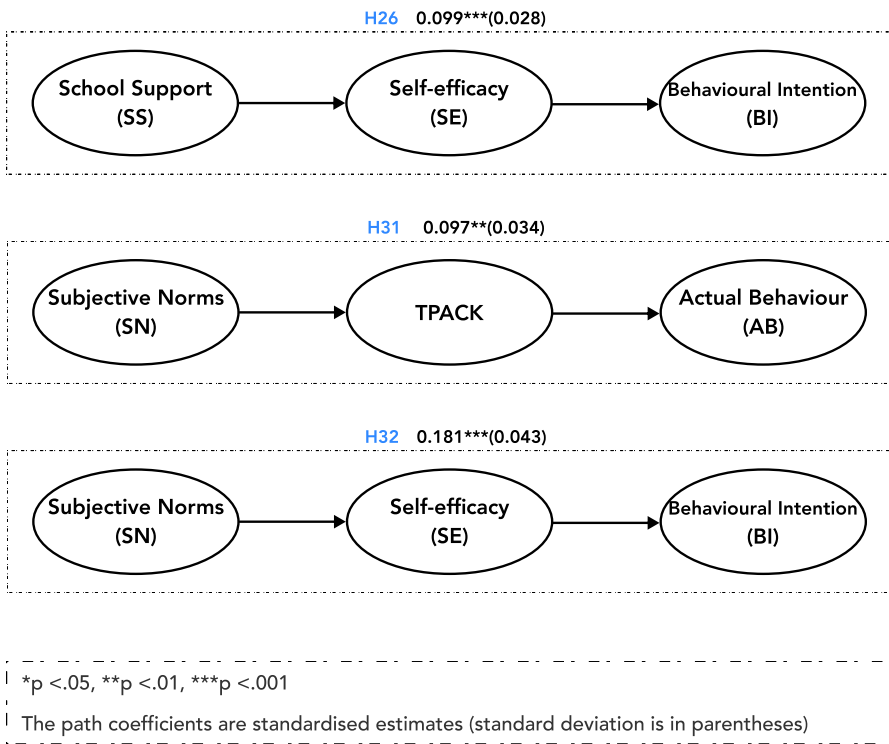 H26 0.099***(0.028)
School Support
(SS)
Self-efficacy
(SE)
Behavioural Intention
(BI)
H31 0.097**(0.034)
Subjective Norms
(SN)
TPACK
Actual Behaviour
(AB)
H32 0.181***(0.043)
Subjective Norms
(SN)
Self-efficacy
(SE)
Behavioural Intention
(BI)
*p <.05, **p <.01, ***p <.001
The path coefficients are standardised estimates (standard deviation is in parentheses)